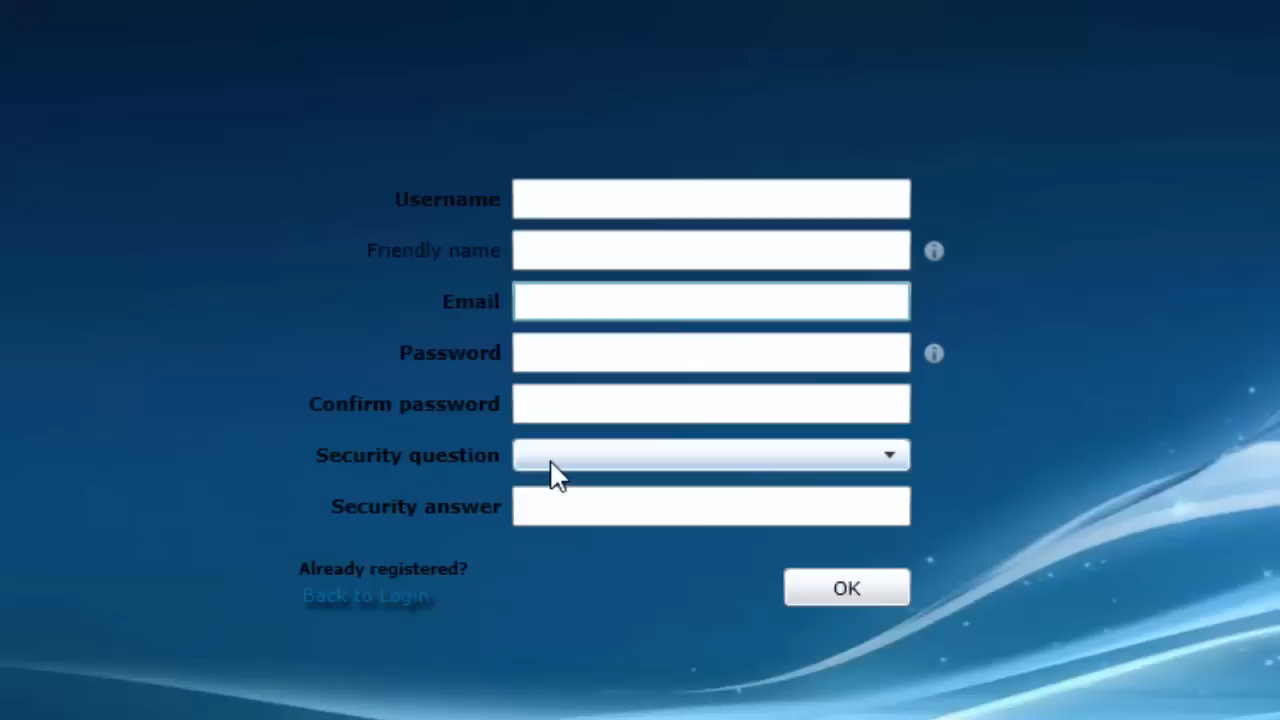 Username
Friendly name
Email
Password
Confirm password
Security question
Security answer
Already registered?
Back to Login
OK